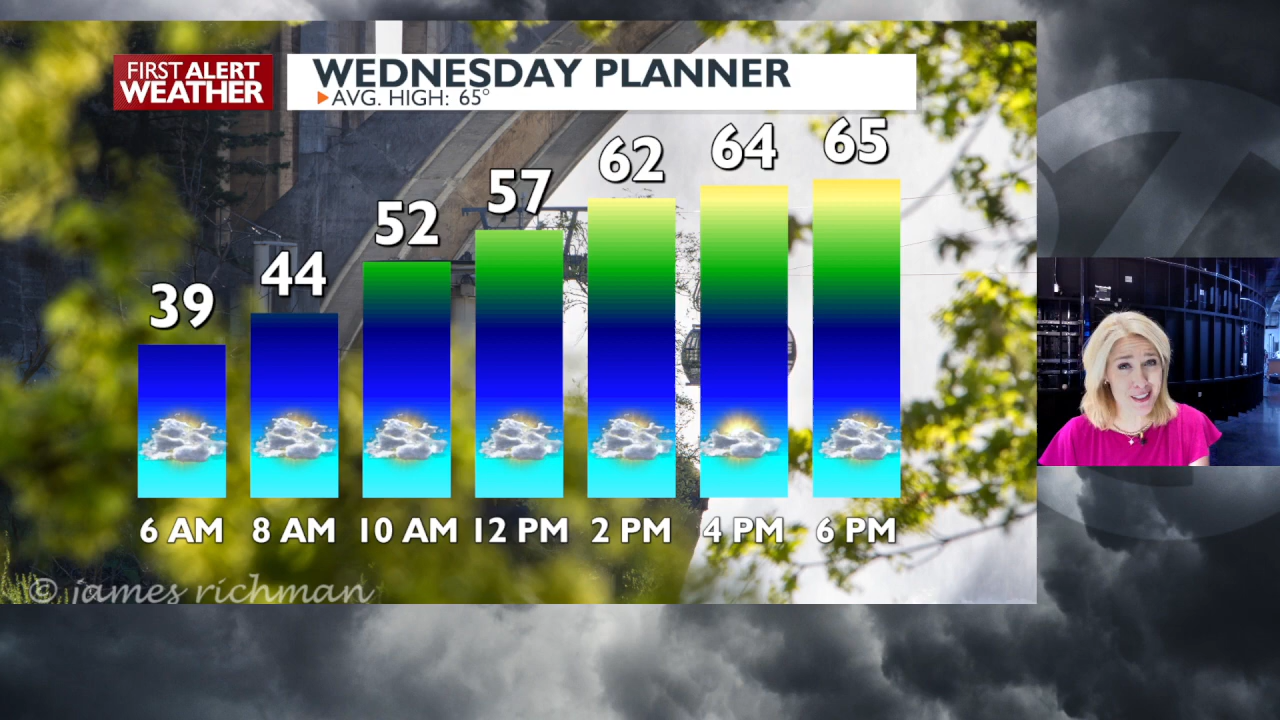 FIRST ALERT
WEATHER
WEDNESDAY PLANNER
AVG. HIGH: 65°
39 44 52 57 62 64 65
6 AM 8 AM 10 AM 12 PM 2 PM 4 PM 6 PM
© james richman